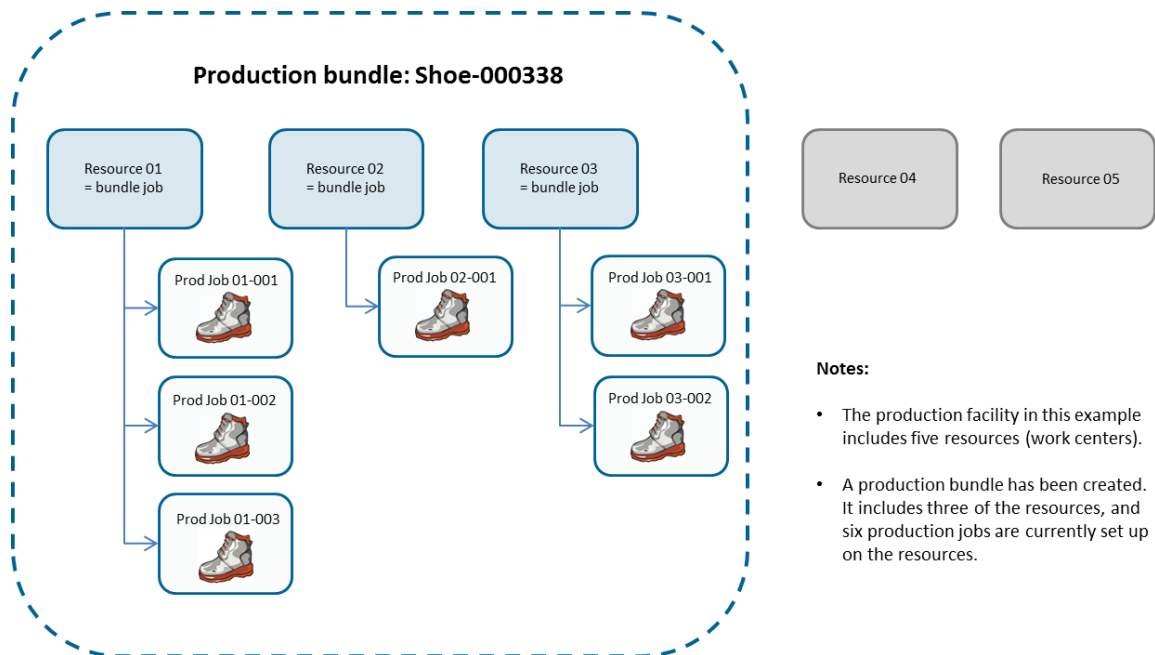 Production bundle: Shoe-000338
Resource 01
= bundle job
Resource 02
= bundle job
Resource 03
= bundle job
Resource 04
Resource 05
Prod Job 01-001
Prod Job 02-001
Prod Job 03-001
Prod Job 01-002
Prod Job 03-002
Prod Job 01-003
Notes:
• The production facility in this example
includes five resources (work centers).
• A production bundle has been created.
It includes three of the resources, and
six production jobs are currently set up
on the resources.